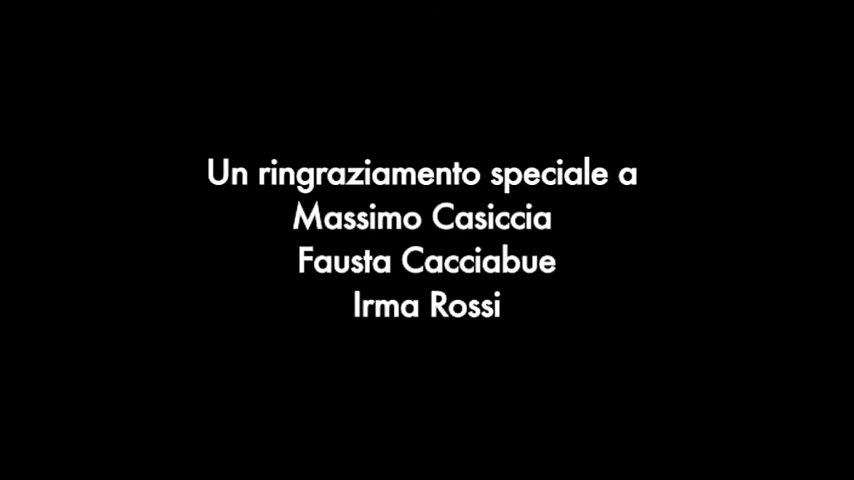 Un ringraziamento speciale a
Massimo Casiccia
Fausta Cacciabue
Irma Rossi